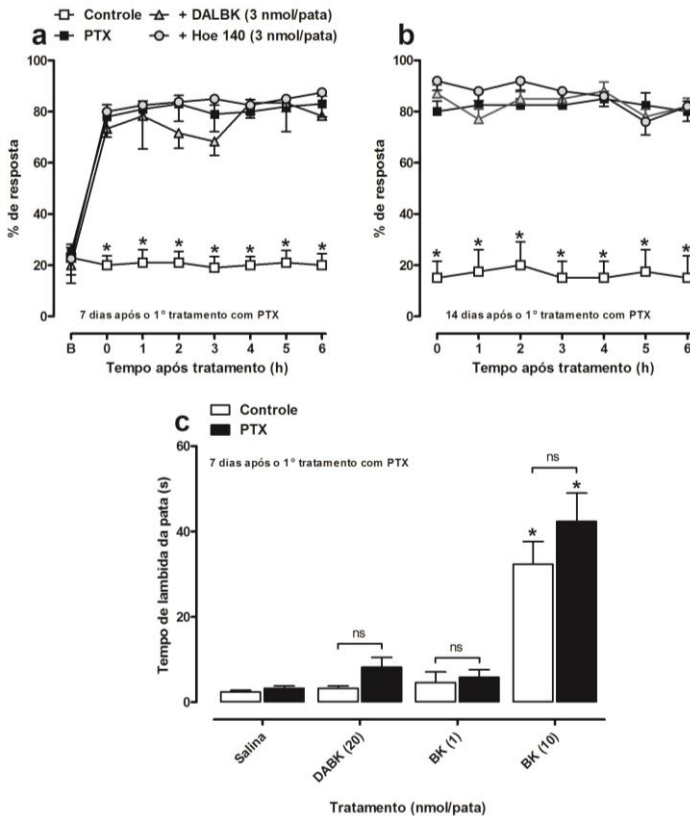 Controle
+ DALBK (3 nmol/pata)
PTX
+ Hoe 140 (3 nmol/pata)
a
b
100
80
60
40
20
0
% de resposta
* * * * * * *
7 dias após o 1º tratamento com PTX
B 0 1 2 3 4 5 6
Tempo após tratamento (h)
100
80
60
40
20
0
% de resposta
* * * * * * *
14 dias após o 1º tratamento com PTX
0 1 2 3 4 5 6
Tempo após tratamento (h)
c
Controle
PTX
7 dias após o 1º tratamento com PTX
60
40
20
0
Tempo de lambida da pata (s)
ns
ns
ns
* *
Salina
DABK (20)
BK (1)
BK (10)
Tratamento (nmol/pata)